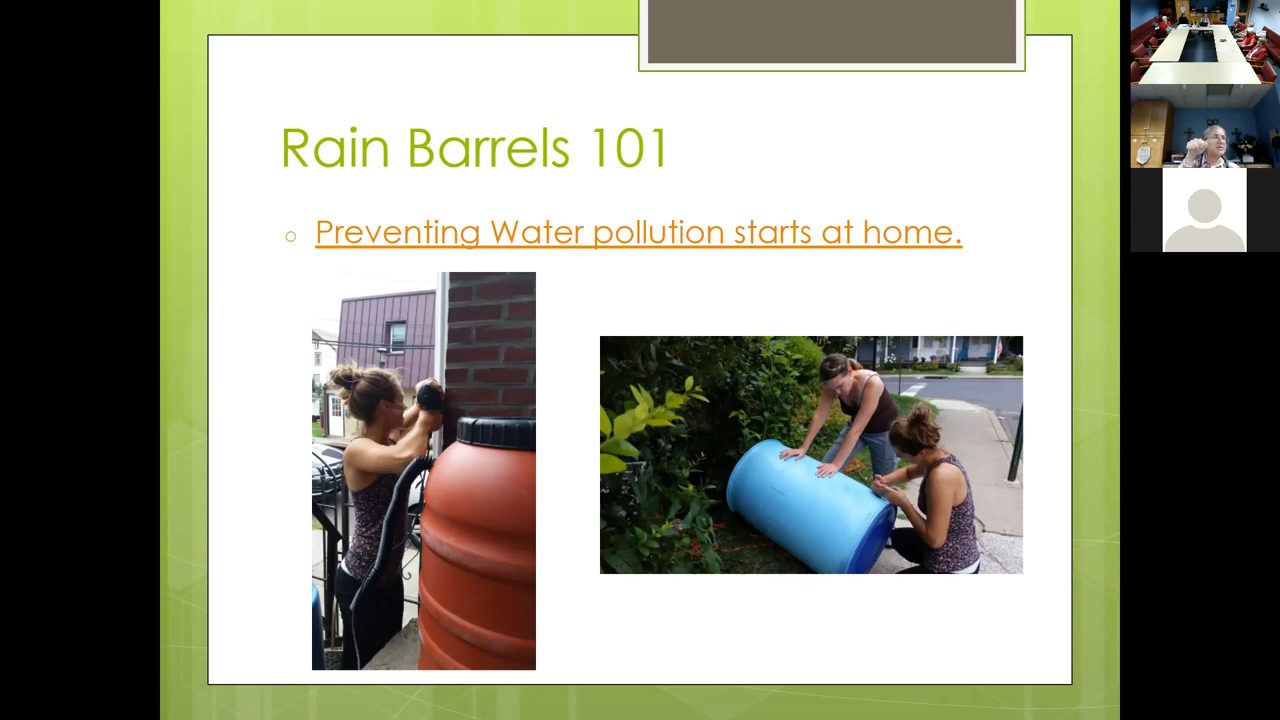 Rain Barrels 101
Preventing Water pollution starts at home.